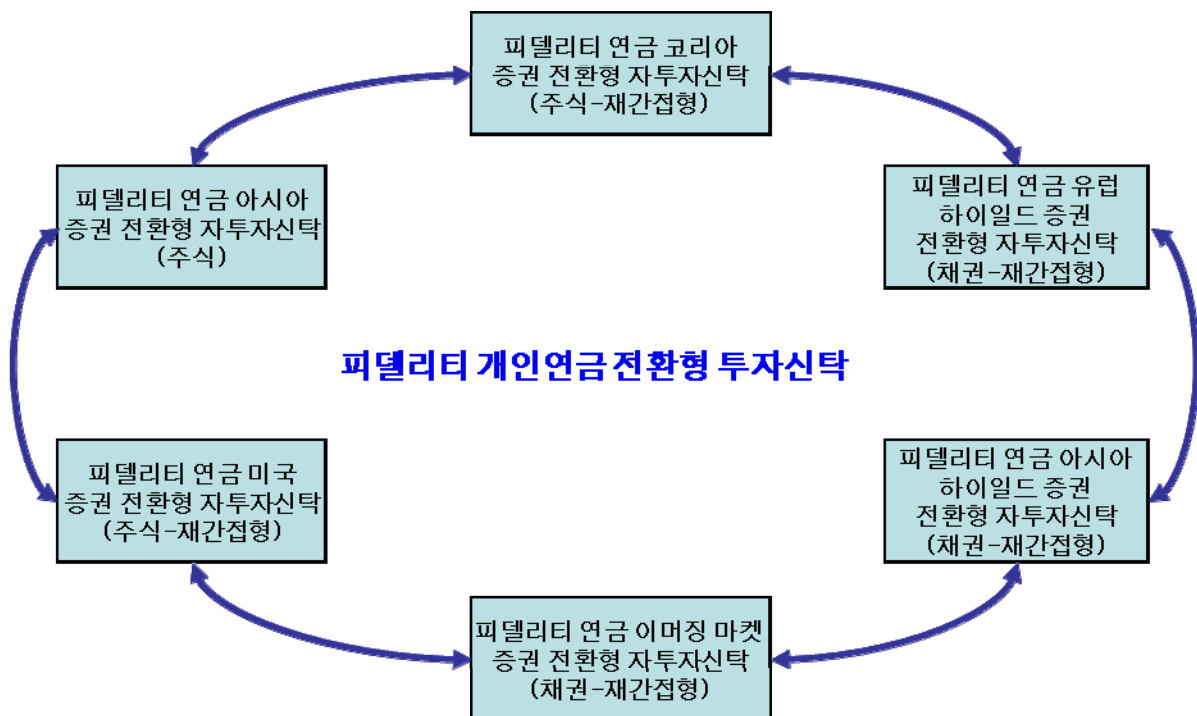 피델리티 연금 코리아
증권 전환형 자투자신탁
(주식-재간접형)
피델리티 연금 아시아
증권 전환형 자투자신탁
(주식)
피델리티 연금 유럽
하이일드 증권
전환형 자투자신탁
(채권-재간접형)
피델리티 개인연금 전환형 투자신탁
피델리티 연금 미국
증권 전환형 자투자신탁
(주식-재간접형)
피델리티 연금 아시아
하이일드 증권
전환형 자투자신탁
(채권-재간접형)
피델리티 연금 이머징 마켓
증권 전환형 자투자신탁
(채권-재간접형)